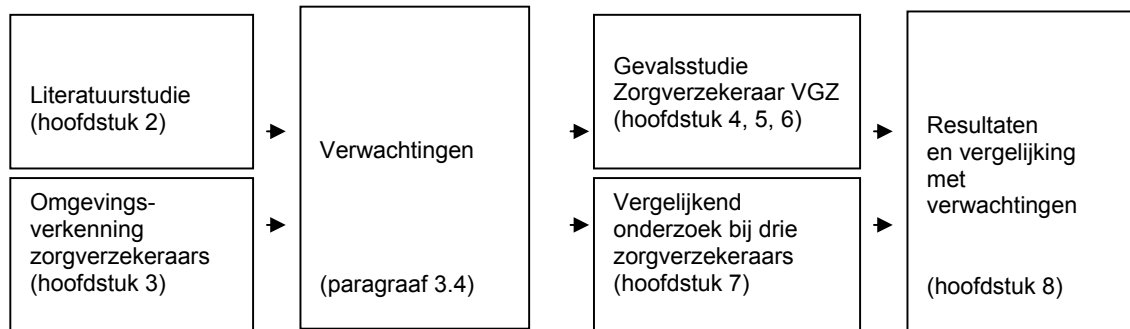 Literatuurstudie
(hoofdstuk 2)
Omgevings-
verkenning
zorgverzekeraars
(hoofdstuk 3)
Verwachtingen
(paragraaf 3.4)
Gevalsstudie
Zorgverzekeraar VGZ
(hoofdstuk 4, 5, 6)
Vergelijkend
onderzoek bij drie
zorgverzekeraars
(hoofdstuk 7)
Resultaten
en vergelijking
met
verwachtingen
(hoofdstuk 8)